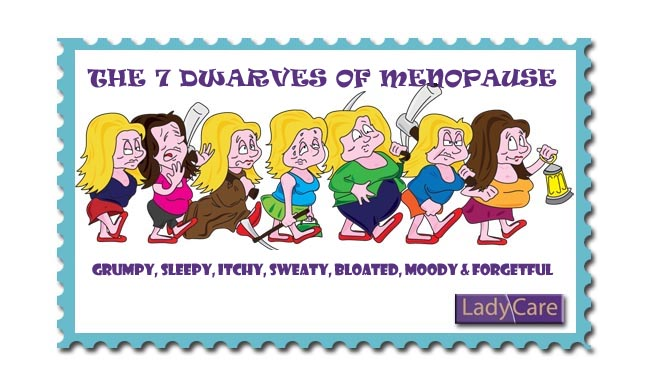 THE 7 DWARVES OF MENOPAUSE
GRUMPY, SLEEPY, ITCHY, SWEATY, BLOATED, MOODY & FORGETFUL
LadyCare